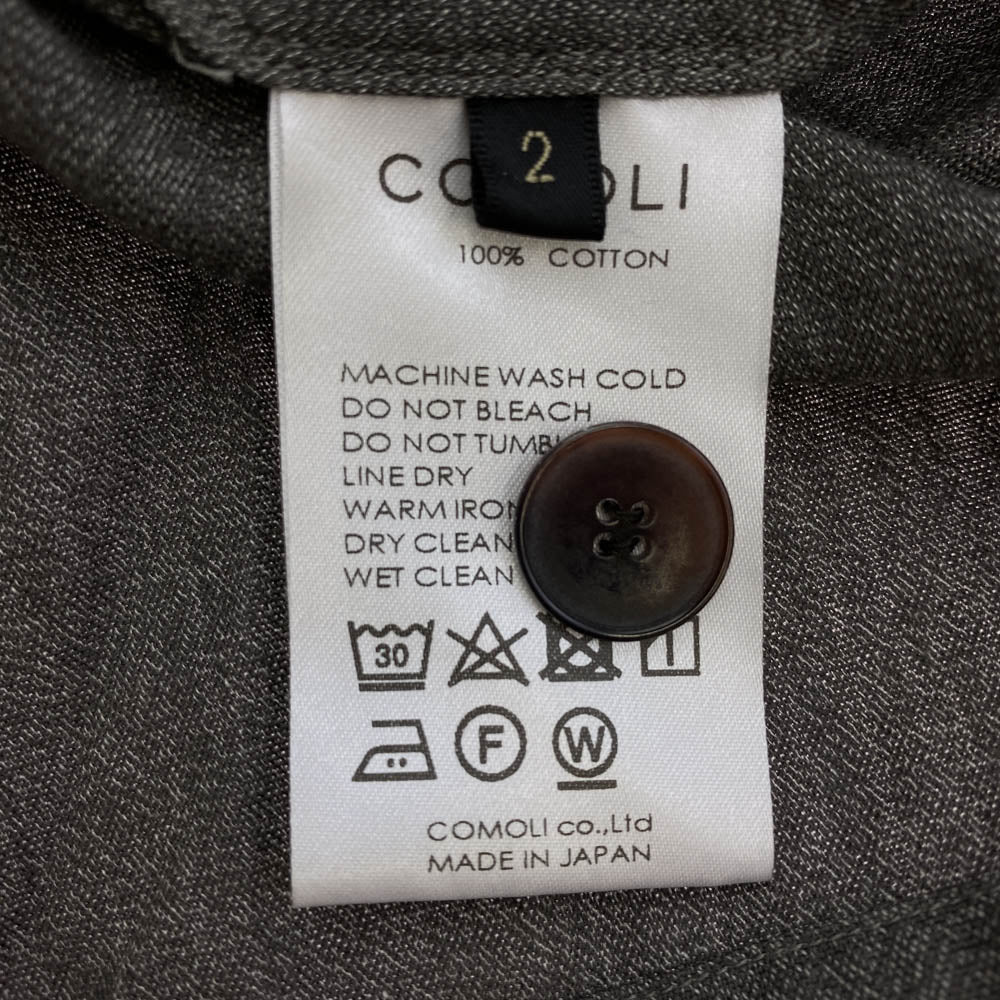 2
100% COTTON
MACHINE WASH COLD
DO NOT BLEACH
DO NOT
LINE DRY
WARM IRON
DRY CLEAN
WET CLEAN
30
F
W
COMOLI co.,Ltd
MADE IN JAPAN